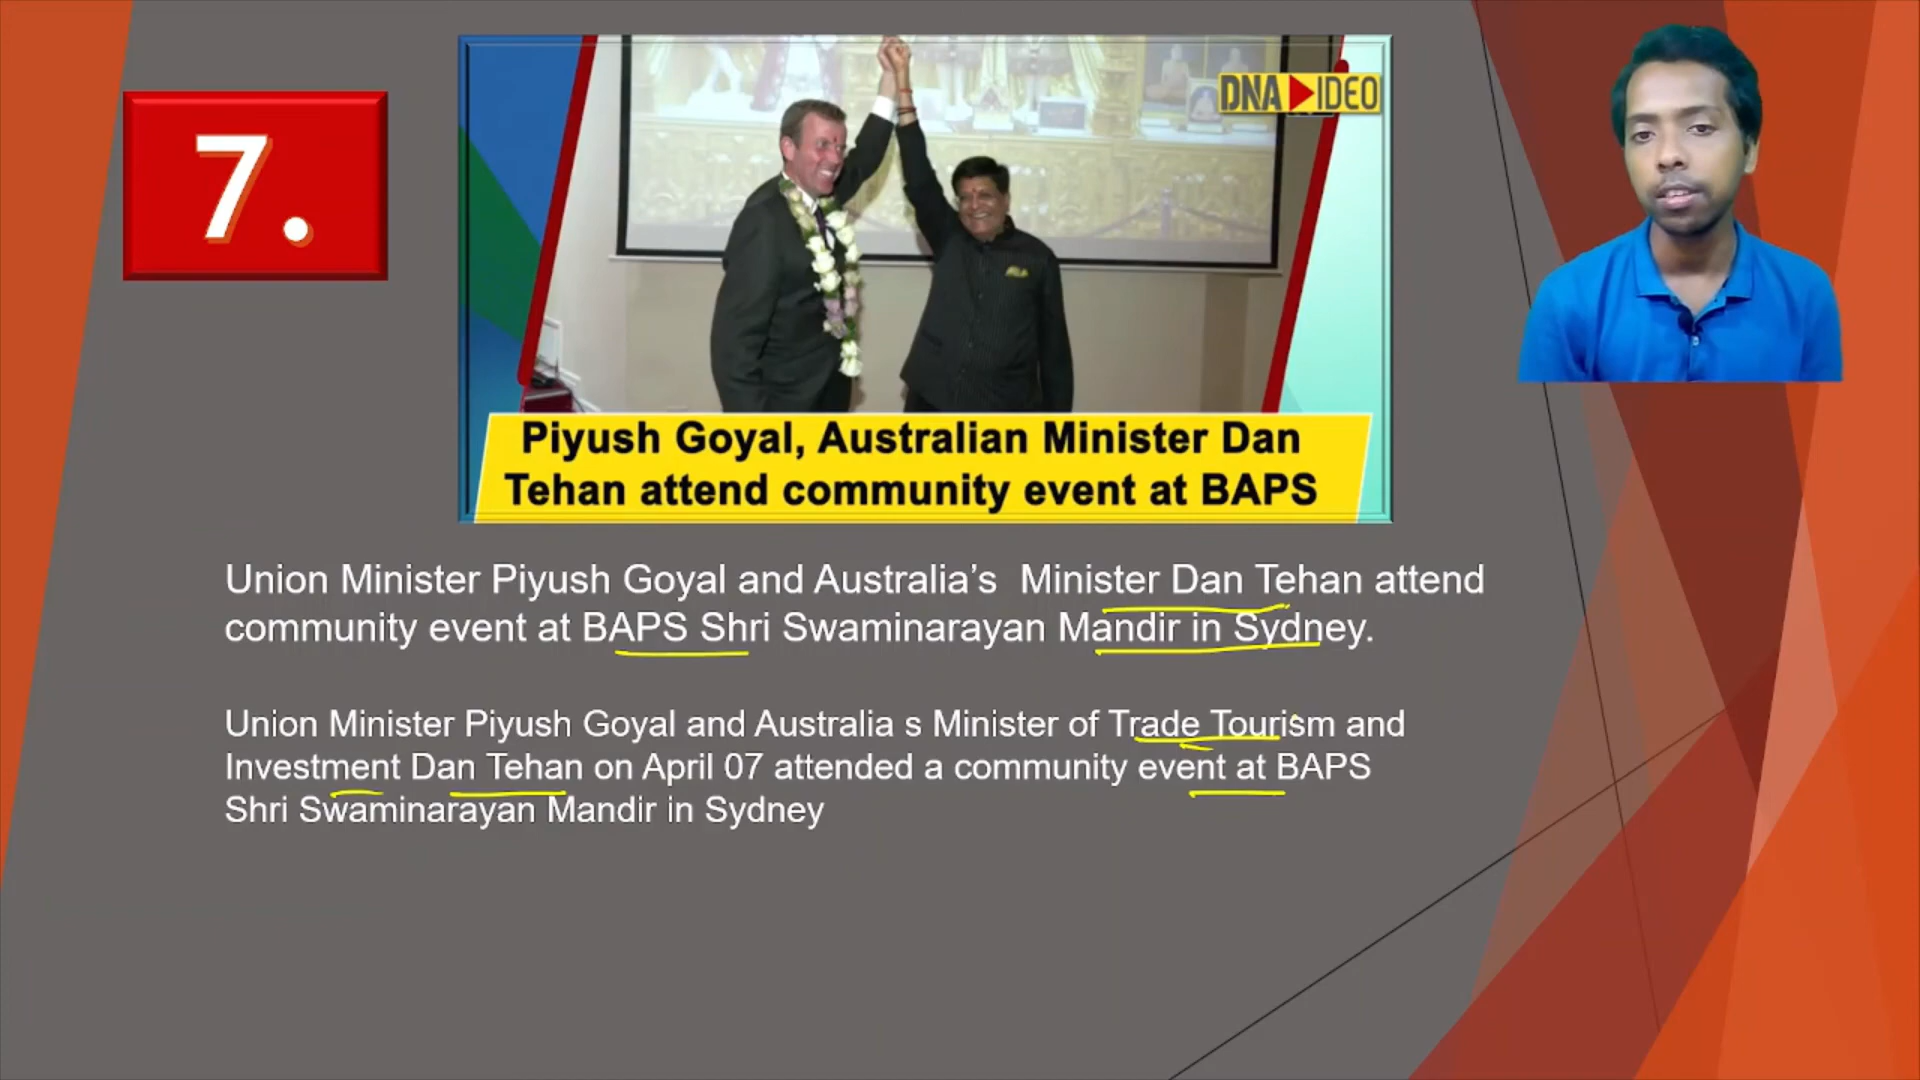 7.
DNA VIDEO
Piyush Goyal, Australian Minister Dan
Tehan attend community event at BAPS
Union Minister Piyush Goyal and Australia’s  Minister Dan Tehan attend
community event at BAPS Shri Swaminarayan Mandir in Sydney.
Union Minister Piyush Goyal and Australia s Minister of Trade Tourism and
Investment Dan Tehan on April 07 attended a community event at BAPS
Shri Swaminarayan Mandir in Sydney